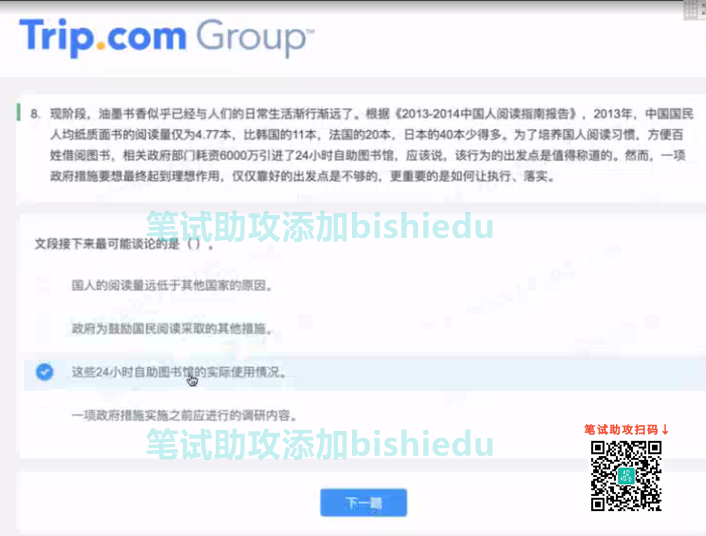 Trip.com Group™
8. 现阶段，油墨书香似乎已经与人们的日常生活渐行渐远了。根据《2013-2014中国人阅读指南报告》，2013年，中国国民
人均纸质面书的阅读量仅为4.77本，比韩国的11本，法国的20本，日本的40本少得多。为了培养国人阅读习惯，方便百
姓借阅图书，相关政府部门耗资6000万引进了24小时自助图书馆，应该说，该行为的出发点是值得称道的。然而，一项
政府措施要想最终起到理想作用，仅仅靠好的出发点是不够的，更重要的是如何让执行、落实。
笔试助攻添加bishiedu
文段接下来最可能谈论的是（）。
国人的阅读量远低于其他国家的原因。
政府为鼓励国民阅读采取的其他措施。
这些24小时自助图书馆的实际使用情况。
一项政府措施实施之前应进行的调研内容。
笔试助攻扫码↓
笔试助攻添加bishiedu
下一题